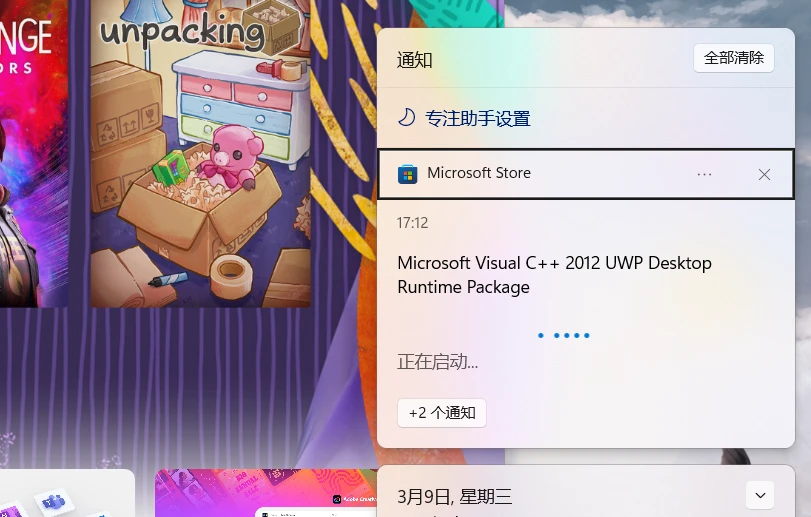 NGE
ORS
unpacking
通知
全部清除
专注助手设置
Microsoft Store
17:12
Microsoft Visual C++ 2012 UWP Desktop
Runtime Package
正在启动...
+2 个通知
3月9日, 星期三